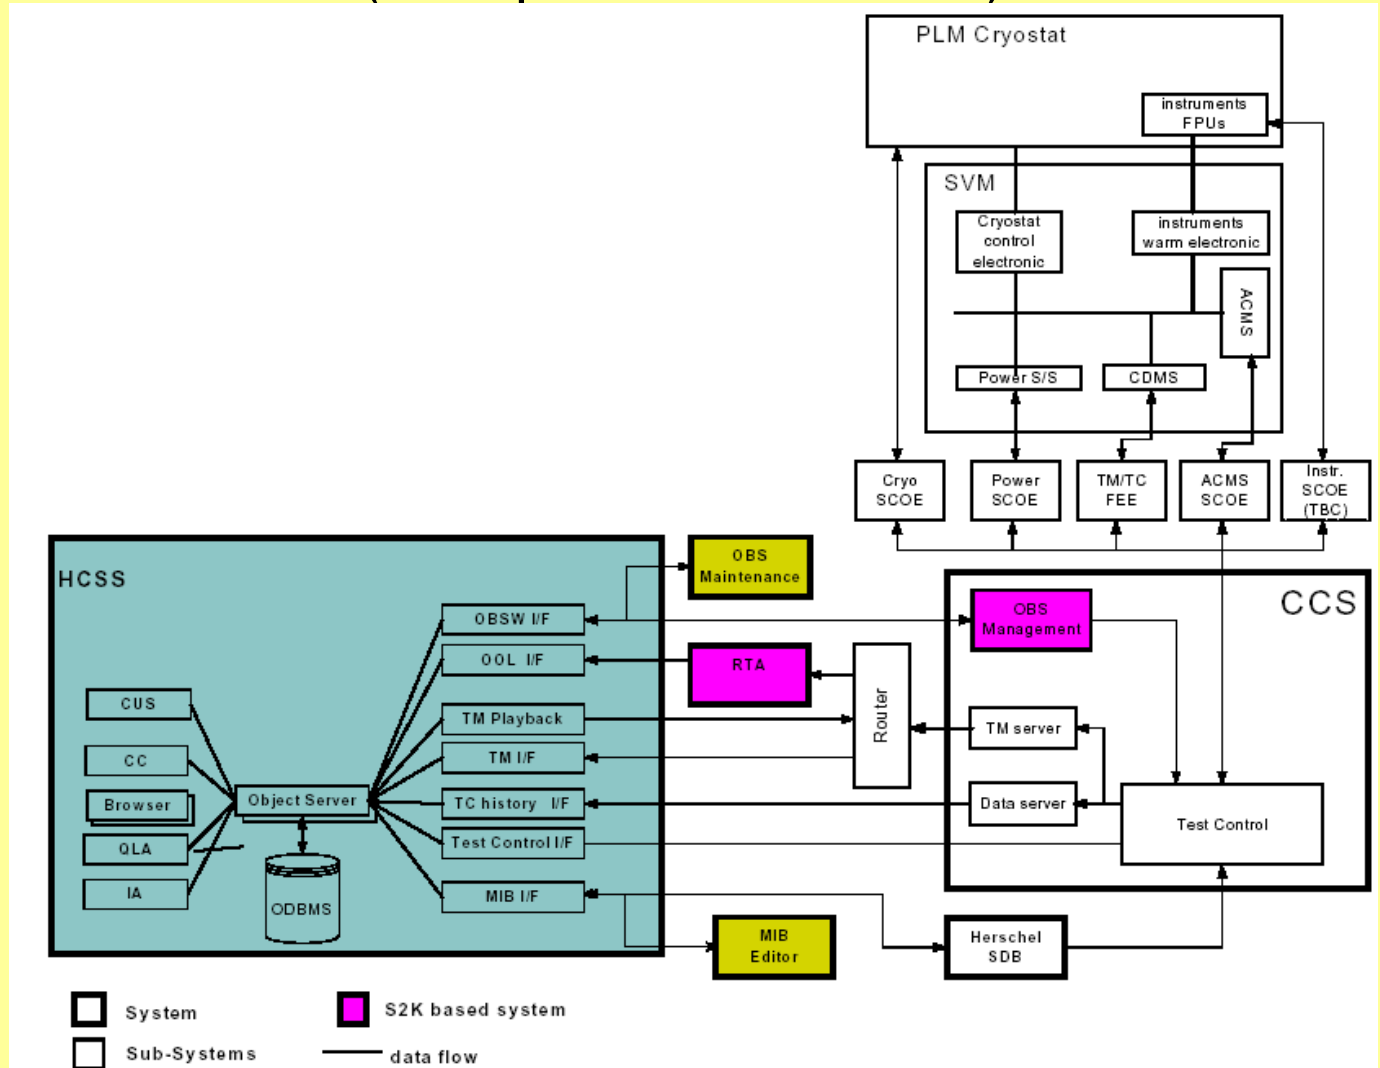 PLM Cryostat
instruments
FPUs
SVM
Cryostat
control
electronic
instruments
warm electronic
ACMS
Power S/S
CDMS
Cryo
SCOE
Power
SCOE
TM/TC
FEE
ACMS
SCOE
Instr.
SCOE
(TBC)
HCSS
OBS
Maintenance
CCS
OBSW I/F
OBS
Management
OOL I/F
RTA
CUS
TM Playback
Router
TM server
CC
TM I/F
Browser
Object Server
TC history I/F
Data server
Test Control
QLA
Test Control I/F
IA
ODBMS
MIB I/F
MIB
Editor
Herschel
SDB
System
S2K based system
Sub-Systems
data flow